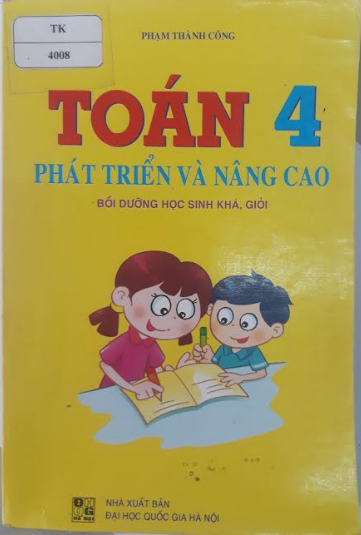 TK
4008
PHẠM THÀNH CÔNG
TOÁN 4
PHÁT TRIỂN VÀ NÂNG CAO
BỒI DƯỠNG HỌC SINH KHÁ, GIỎI
NHÀ XUẤT BẢN
ĐẠI HỌC QUỐC GIA HÀ NỘI